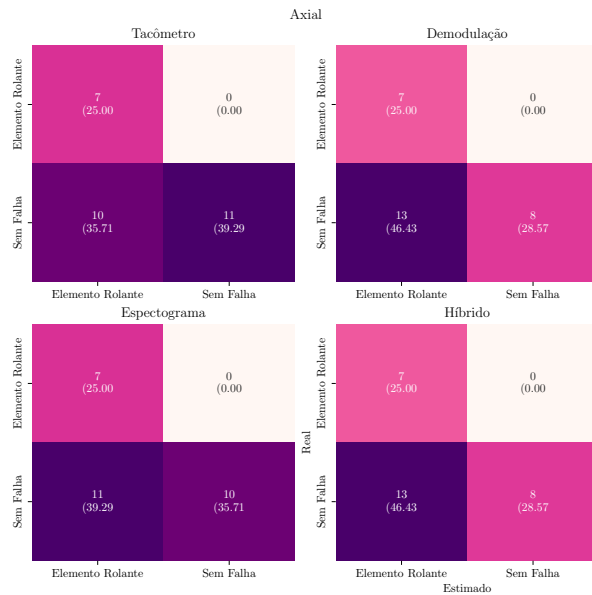 Axial
Tacômetro
Demodulação
Elemento Rolante
Sem Falha
7
(25.00
0
(0.00
10
(35.71
11
(39.29
Elemento Rolante
Sem Falha
Elemento Rolante
Sem Falha
7
(25.00
0
(0.00
13
(46.43
8
(28.57
Elemento Rolante
Sem Falha
Espectograma
Híbrido
Elemento Rolante
Sem Falha
7
(25.00
0
(0.00
11
(39.29
10
(35.71
Elemento Rolante
Sem Falha
Real
Elemento Rolante
Sem Falha
7
(25.00
0
(0.00
13
(46.43
8
(28.57
Elemento Rolante
Sem Falha
Estimado